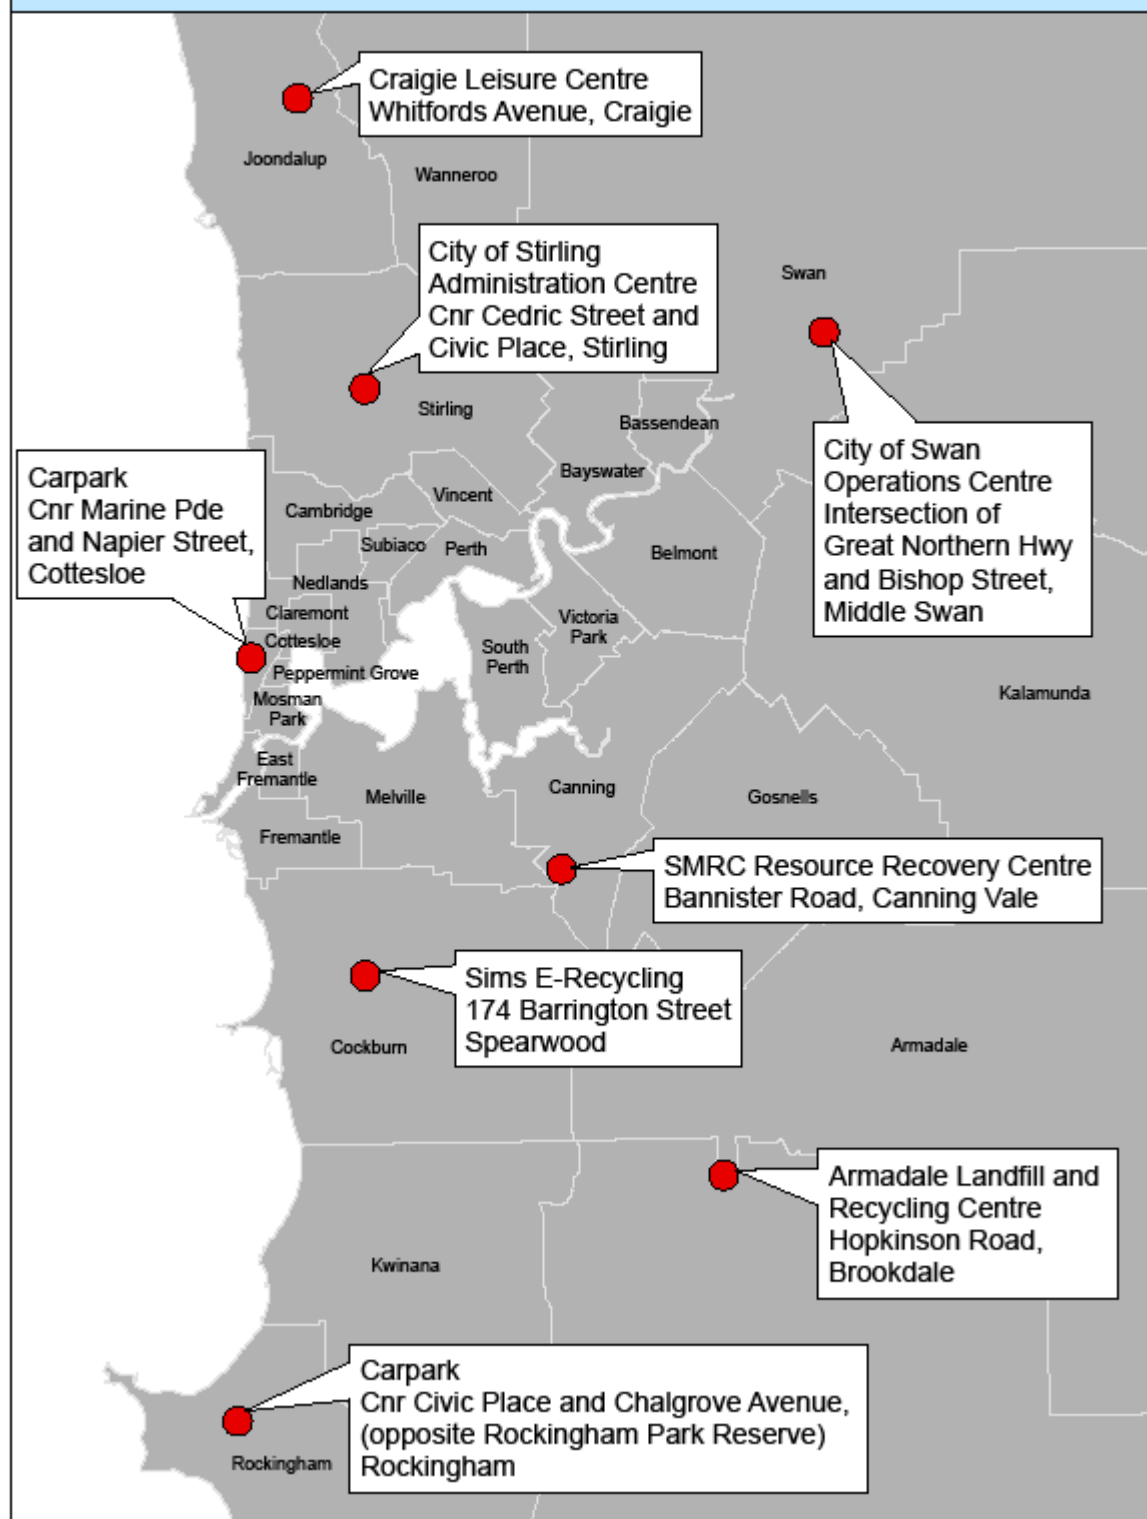 Craigie Leisure Centre
Whitfords Avenue, Craigie
Joondalup
Wanneroo
City of Stirling
Administration Centre
Cnr Cedric Street and
Civic Place, Stirling
Swan
Stirling
Bassendean
Bayswater
Carpark
Cnr Marine Pde
and Napier Street,
Cottesloe
City of Swan
Operations Centre
Intersection of
Great Northern Hwy
and Bishop Street,
Middle Swan
Vincent
Cambridge
Subiaco
Perth
Belmont
Nedlands
Claremont
Victoria
Park
Cottesloe
South
Perth
Peppermint Grove
Mosman
Park
Kalamunda
East
Fremantle
Melville
Canning
Gosnells
Fremantle
SMRC Resource Recovery Centre
Bannister Road, Canning Vale
Sims E-Recycling
174 Barrington Street
Spearwood
Cockburn
Armadale
Armadale Landfill and
Recycling Centre
Hopkinson Road,
Brookdale
Kwinana
Carpark
Cnr Civic Place and Chalgrove Avenue,
(opposite Rockingham Park Reserve)
Rockingham
Rockingham